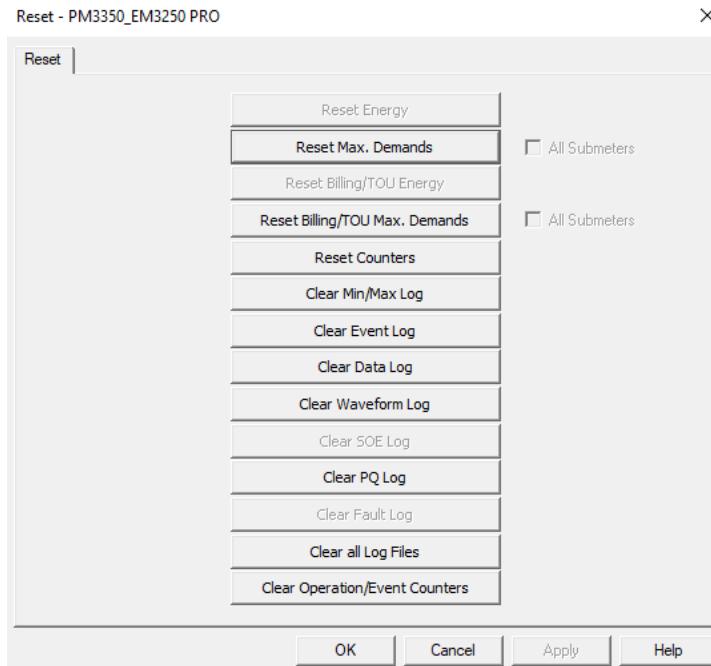 Reset - PM3350_EM3250 PRO
Reset
Reset Energy
Reset Max. Demands
All Submeters
Reset Billing/TOU Energy
Reset Billing/TOU Max. Demands
All Submeters
Reset Counters
Clear Min/Max Log
Clear Event Log
Clear Data Log
Clear Waveform Log
Clear SOE Log
Clear PQ Log
Clear Fault Log
Clear all Log Files
Clear Operation/Event Counters
OK
Cancel
Apply
Help